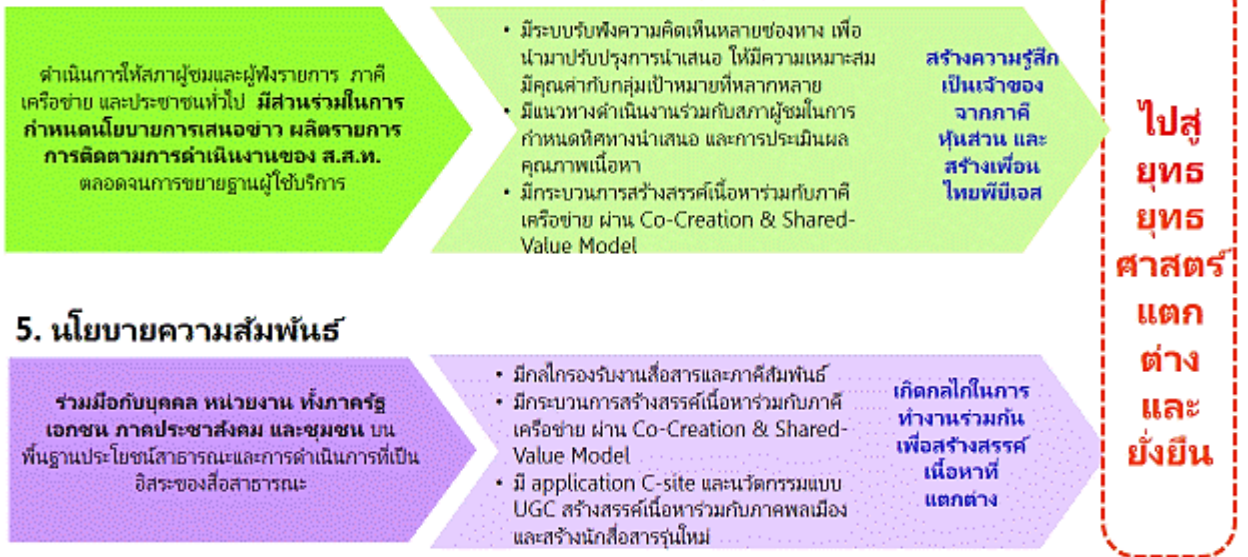 ดำเนินการให้สภาผู้ชมและผู้ฟังรายการ ภาคี
เครือข่าย และประชาชนทั่วไป มีส่วนร่วมในการ
กำหนดนโยบายการเสนอข่าว ผลิตรายการ
การติดตามการดำเนินงานของ ส.ส.ท.
ตลอดจนการขยายฐานผู้ใช้บริการ
• มีระบบรับฟังความคิดเห็นหลายช่องทาง เพื่อ
นำมาปรับปรุงการนำเสนอ ให้มีความเหมาะสม
มีคุณค่ากับกลุ่มเป้าหมายที่หลากหลาย
• มีแนวทางดำเนินงานร่วมกับสภาผู้ชมในการ
กำหนดทิศทางนำเสนอ และการประเมินผล
คุณภาพเนื้อหา
• มีกระบวนการสร้างสรรค์เนื้อหาร่วมกับภาคี
เครือข่าย ผ่าน Co-Creation & Shared-
Value Model
สร้างความรู้สึก
เป็นเจ้าของ
จากภาคี
หุ้นส่วน และ
สร้างเพื่อน
ไทยพีบีเอส
5. นโยบายความสัมพันธ์
ร่วมมือกับบุคคล หน่วยงาน ทั้งภาครัฐ
เอกชน ภาคประชาสังคม และชุมชน บน
พื้นฐานประโยชน์สาธารณะและการดำเนินการที่เป็น
อิสระของสื่อสาธารณะ
• มีกลไกรองรับงานสื่อสารและภาคีสัมพันธ์
• มีกระบวนการสร้างสรรค์เนื้อหาร่วมกับภาคี
เครือข่าย ผ่าน Co-Creation & Shared-
Value Model
• มี application C-site และนวัตกรรมแบบ
UGC สร้างสรรค์เนื้อหาร่วมกับภาคพลเมือง
และสร้างนักสื่อสารรุ่นใหม่
เกิดกลไกในการ
ทำงานร่วมกัน
เพื่อสร้างสรรค์
เนื้อหาที่
แตกต่าง
ไปสู่
ยุทธ
ยุทธ
ศาสตร์
แตก
ต่าง
และ
ยั่งยืน